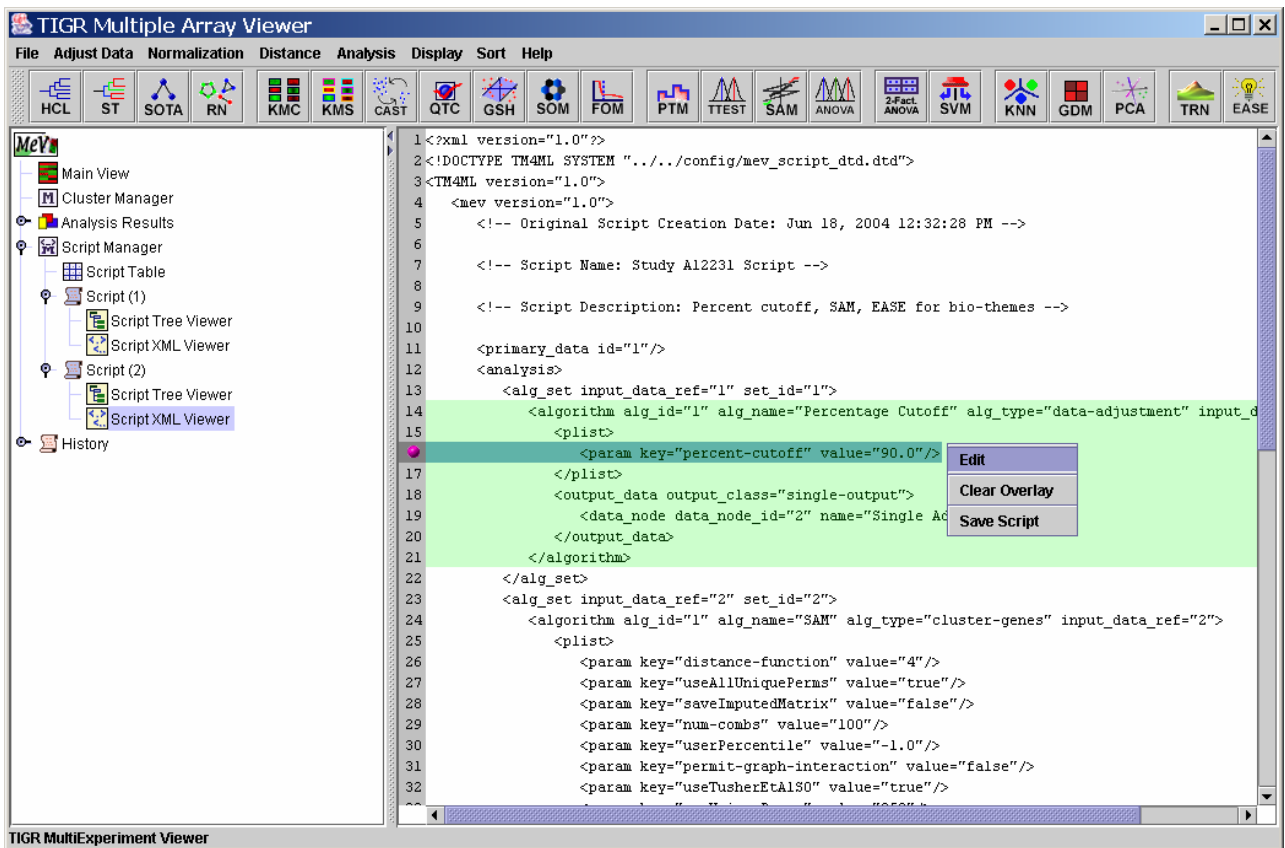 TIGR Multiple Array Viewer
File Adjust Data Normalization Distance Analysis Display Sort Help
HCL ST SOTA RN KMC KMS CAST QTC GSH SOM FOM PTM TTEST SAM ANOVA 2-Fact. ANOVA SVM KNN GDM PCA TRN EASE
MeV
Main View
M Cluster Manager
Analysis Results
Script Manager
Script Table
Script (1)
Script Tree Viewer
Script XML Viewer
Script (2)
Script Tree Viewer
Script XML Viewer
History
1 <?xml version="1.0"?>
2 <!DOCTYPE TM4ML SYSTEM "../../config/mev_script_dtd.dtd">
3 <TM4ML version="1.0">
4 <mev version="1.0">
5 <!-- Original Script Creation Date: Jun 18, 2004 12:32:28 PM -->
6
7 <!-- Script Name: Study A12231 Script -->
8
9 <!-- Script Description: Percent cutoff, SAM, EASE for bio-themes -->
10
11 <primary_data id="1"/>
12 <analysis>
13 <alg_set input_data_ref="1" set_id="1">
14 <algorithm alg_id="1" alg_name="Percentage Cutoff" alg_type="data-adjustment" input_d
15 <plist>
<param key="percent-cutoff" value="90.0"/>
17 </plist>
18 <output_data output_class="single-output">
19 <data_node data_node_id="2" name="Single Ad
20 </output_data>
21 </algorithm>
22 </alg_set>
23 <alg_set input_data_ref="2" set_id="2">
24 <algorithm alg_id="1" alg_name="SAM" alg_type="cluster-genes" input_data_ref="2">
25 <plist>
26 <param key="distance-function" value="4"/>
27 <param key="useAllUniquePerms" value="true"/>
28 <param key="saveImputedMatrix" value="false"/>
29 <param key="num-combs" value="100"/>
30 <param key="userPercentile" value="-1.0"/>
31 <param key="permit-graph-interaction" value="false"/>
32 <param key="useTusherEtAlS0" value="true"/>
Edit
Clear Overlay
Save Script
TIGR MultiExperiment Viewer